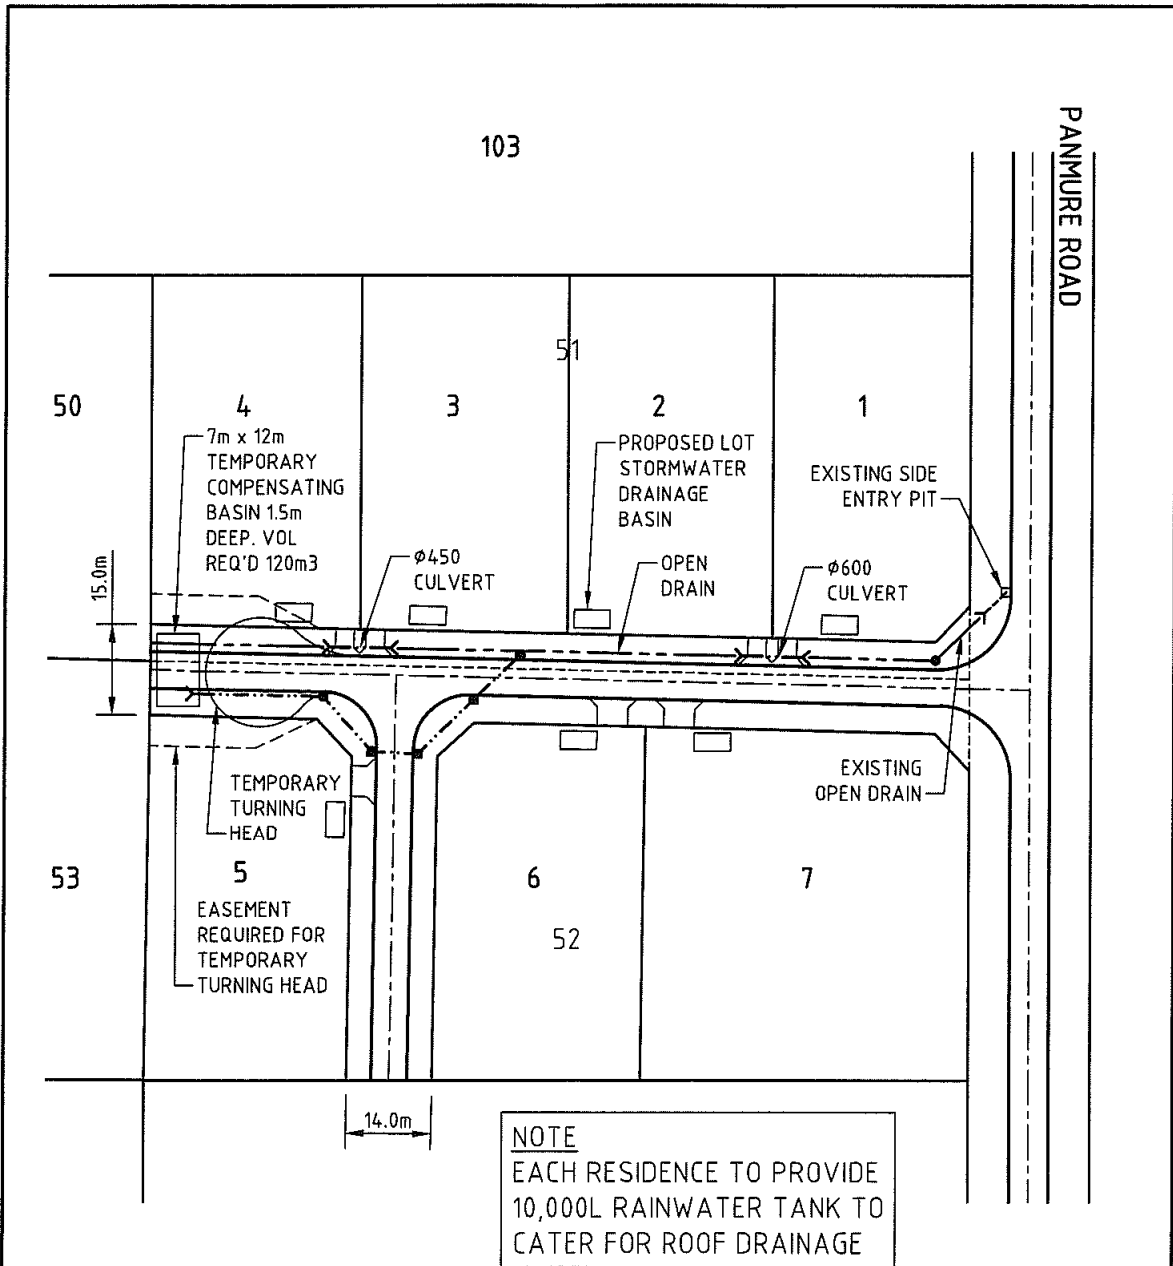 103
PANMURE ROAD
51
50
4
3
2
1
7m x 12m
TEMPORARY
COMPENSATING
BASIN 1.5m
DEEP. VOL
REQ'D 120m3
PROPOSED LOT
STORMWATER
DRAINAGE
BASIN
EXISTING SIDE
ENTRY PIT
15.0m
φ450
CULVERT
OPEN
DRAIN
φ600
CULVERT
TEMPORARY
TURNING
HEAD
EXISTING
OPEN DRAIN
53
5
6
7
52
EASEMENT
REQUIRED FOR
TEMPORARY
TURNING HEAD
14.0m
NOTE
EACH RESIDENCE TO PROVIDE
10,000L RAINWATER TANK TO
CATER FOR ROOF DRAINAGE